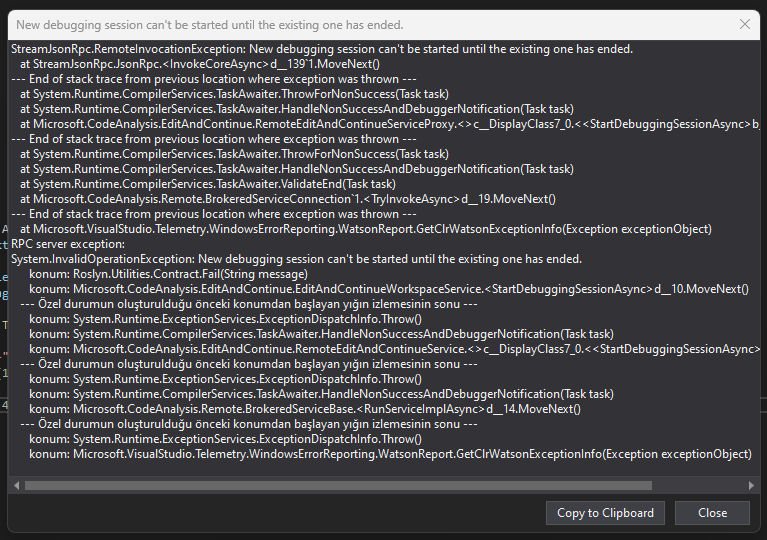 New debugging session can't be started until the existing one has ended.
StreamJsonRpc.RemoteInvocationException: New debugging session can't be started until the existing one has ended.
at StreamJsonRpc.JsonRpc.<InvokeCoreAsync>d__139`1.MoveNext()
--- End of stack trace from previous location where exception was thrown ---
at System.Runtime.CompilerServices.TaskAwaiter.ThrowForNonSuccess(Task task)
at System.Runtime.CompilerServices.TaskAwaiter.HandleNonSuccessAndDebuggerNotification(Task task)
at Microsoft.CodeAnalysis.EditAndContinue.RemoteEditAndContinueServiceProxy.<>c__DisplayClass7_0.<<StartDebuggingSessionAsync>b_
--- End of stack trace from previous location where exception was thrown ---
at System.Runtime.CompilerServices.TaskAwaiter.ThrowForNonSuccess(Task task)
at System.Runtime.CompilerServices.TaskAwaiter.HandleNonSuccessAndDebuggerNotification(Task task)
at System.Runtime.CompilerServices.TaskAwaiter.ValidateEnd(Task task)
at Microsoft.CodeAnalysis.Remote.BrokeredServiceConnection`1.<TryInvokeAsync>d__19.MoveNext()
--- End of stack trace from previous location where exception was thrown ---
at Microsoft.VisualStudio.Telemetry.WindowsErrorReporting.WatsonReport.GetClrWatsonExceptionInfo(Exception exceptionObject)
RPC server exception:
System.InvalidOperationException: New debugging session can't be started until the existing one has ended.
konum: Roslyn.Utilities.Contract.Fail(String message)
konum: Microsoft.CodeAnalysis.EditAndContinue.EditAndContinueWorkspaceService.<StartDebuggingSessionAsync>d__10.MoveNext()
--- Özel durumun oluşturulduğu önceki konumdan başlayan yığın izlemesinin sonu ---
konum: System.Runtime.ExceptionServices.ExceptionDispatchInfo.Throw()
konum: System.Runtime.CompilerServices.TaskAwaiter.HandleNonSuccessAndDebuggerNotification(Task task)
konum: Microsoft.CodeAnalysis.EditAndContinue.RemoteEditAndContinueService.<>c__DisplayClass7_0.<<StartDebuggingSessionAsync>
--- Özel durumun oluşturulduğu önceki konumdan başlayan yığın izlemesinin sonu ---
konum: System.Runtime.ExceptionServices.ExceptionDispatchInfo.Throw()
konum: System.Runtime.CompilerServices.TaskAwaiter.HandleNonSuccessAndDebuggerNotification(Task task)
konum: Microsoft.CodeAnalysis.Remote.BrokeredServiceBase.<RunServiceImplAsync>d__14.MoveNext()
--- Özel durumun oluşturulduğu önceki konumdan başlayan yığın izlemesinin sonu ---
konum: System.Runtime.ExceptionServices.ExceptionDispatchInfo.Throw()
konum: Microsoft.VisualStudio.Telemetry.WindowsErrorReporting.WatsonReport.GetClrWatsonExceptionInfo(Exception exceptionObject)
Copy to Clipboard
Close